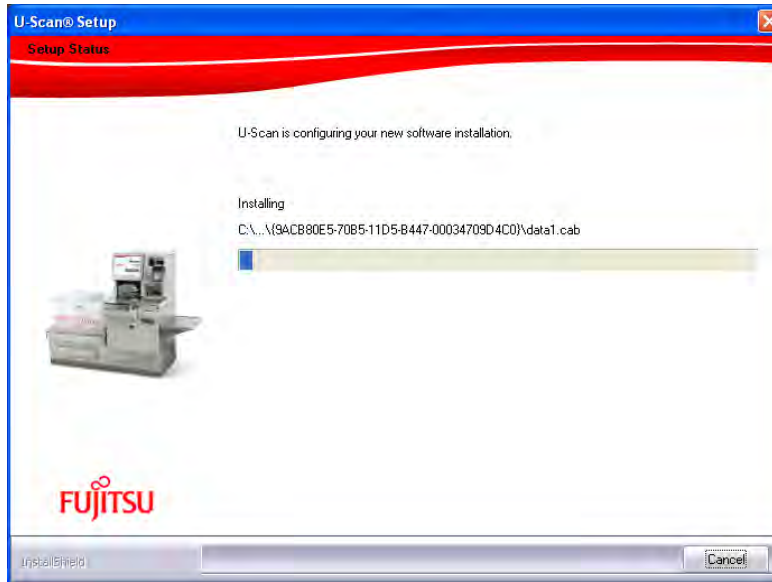 U-Scan® Setup
Setup Status
U-Scan is configuring your new software installation.
Installing
C:\...\{9ACB80E5-70B5-11D5-B447-00034709D4C0}\data1.cab
FUJITSU
InstallShield
Cancel